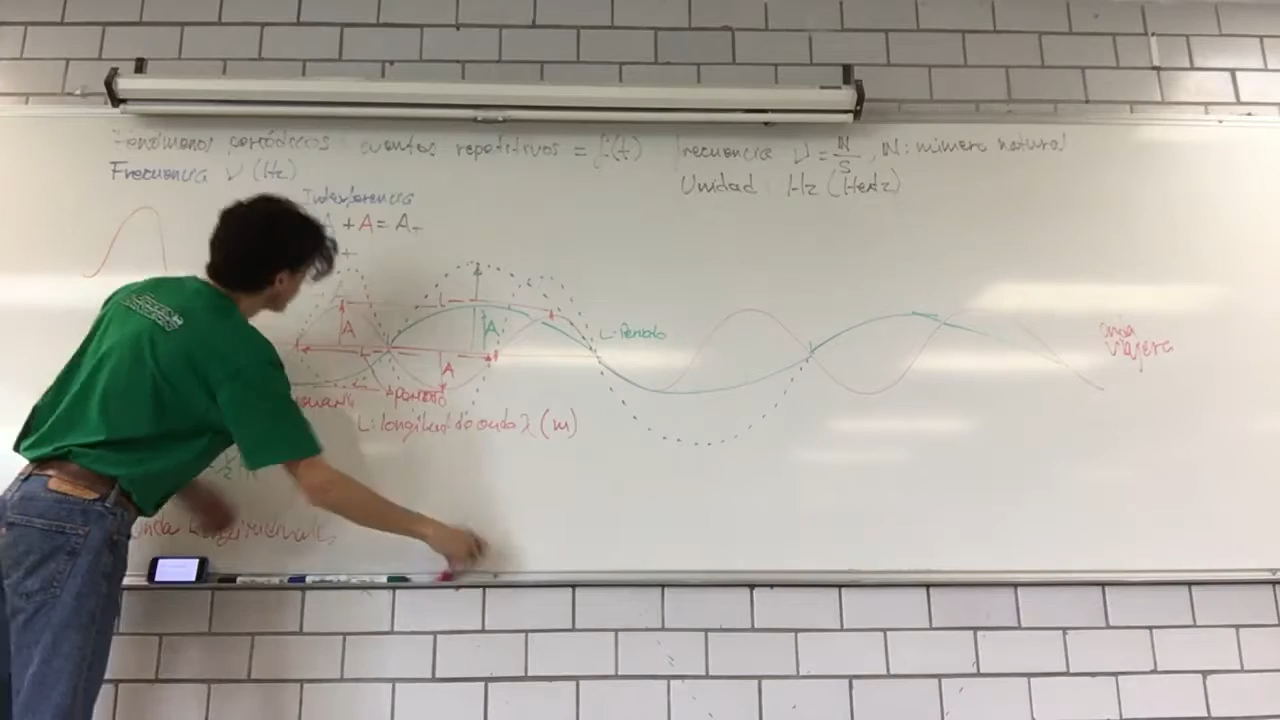 Fenómenos periódicos : eventos repetitivos = f(t)
Frecuencia ν (Hz)
Frecuencia ν = N/S , N: número natural
Unidad : Hz (Hertz)
Interferencia
A + A = A
+
L
A
A
L
A
L-Periodo
onda
viajera
periodo
L: longitud de onda λ (m)
Onda Longitudinal